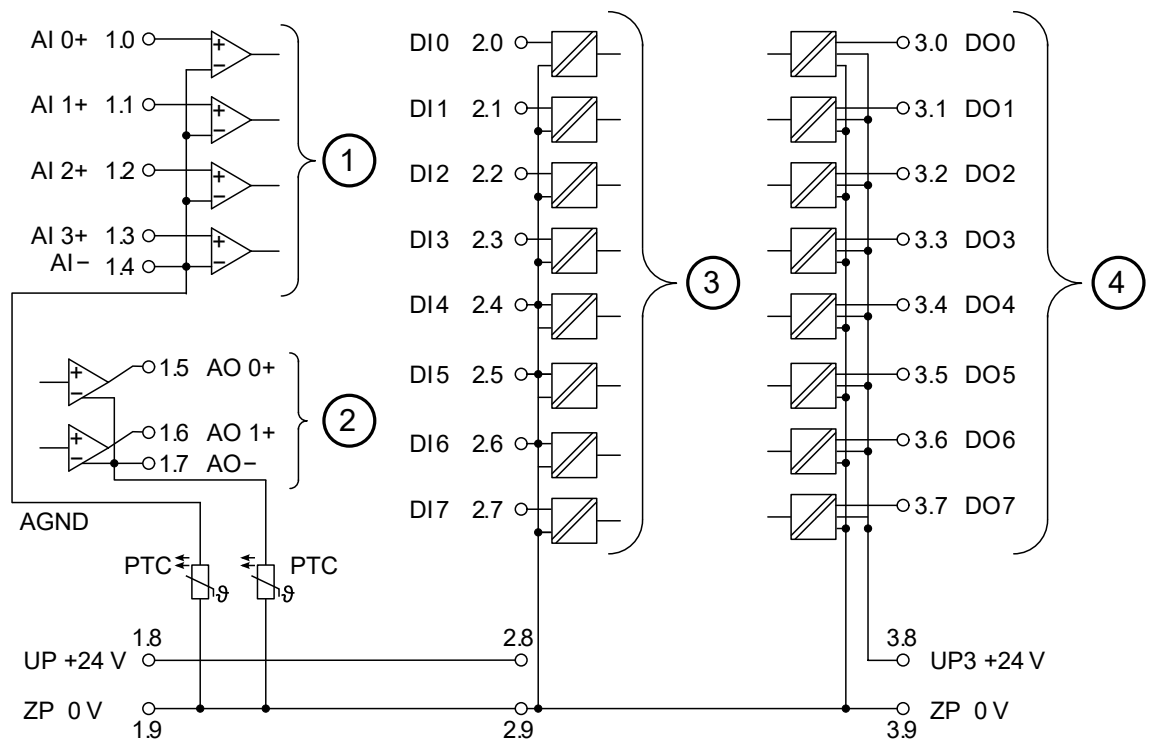 AI 0+ 1.0
AI 1+ 1.1
AI 2+ 1.2
AI 3+ 1.3
AI− 1.4
+
−
+
−
+
−
+
−
1
1.5 AO 0+
1.6 AO 1+
1.7 AO−
+
−
+
−
2
AGND
PTC
ϑ
PTC
ϑ
DI0 2.0
DI1 2.1
DI2 2.2
DI3 2.3
DI4 2.4
DI5 2.5
DI6 2.6
DI7 2.7
3
3.0 DO0
3.1 DO1
3.2 DO2
3.3 DO3
3.4 DO4
3.5 DO5
3.6 DO6
3.7 DO7
4
1.8
2.8
3.8
UP +24 V
UP3 +24 V
ZP 0 V
ZP 0 V
1.9
2.9
3.9